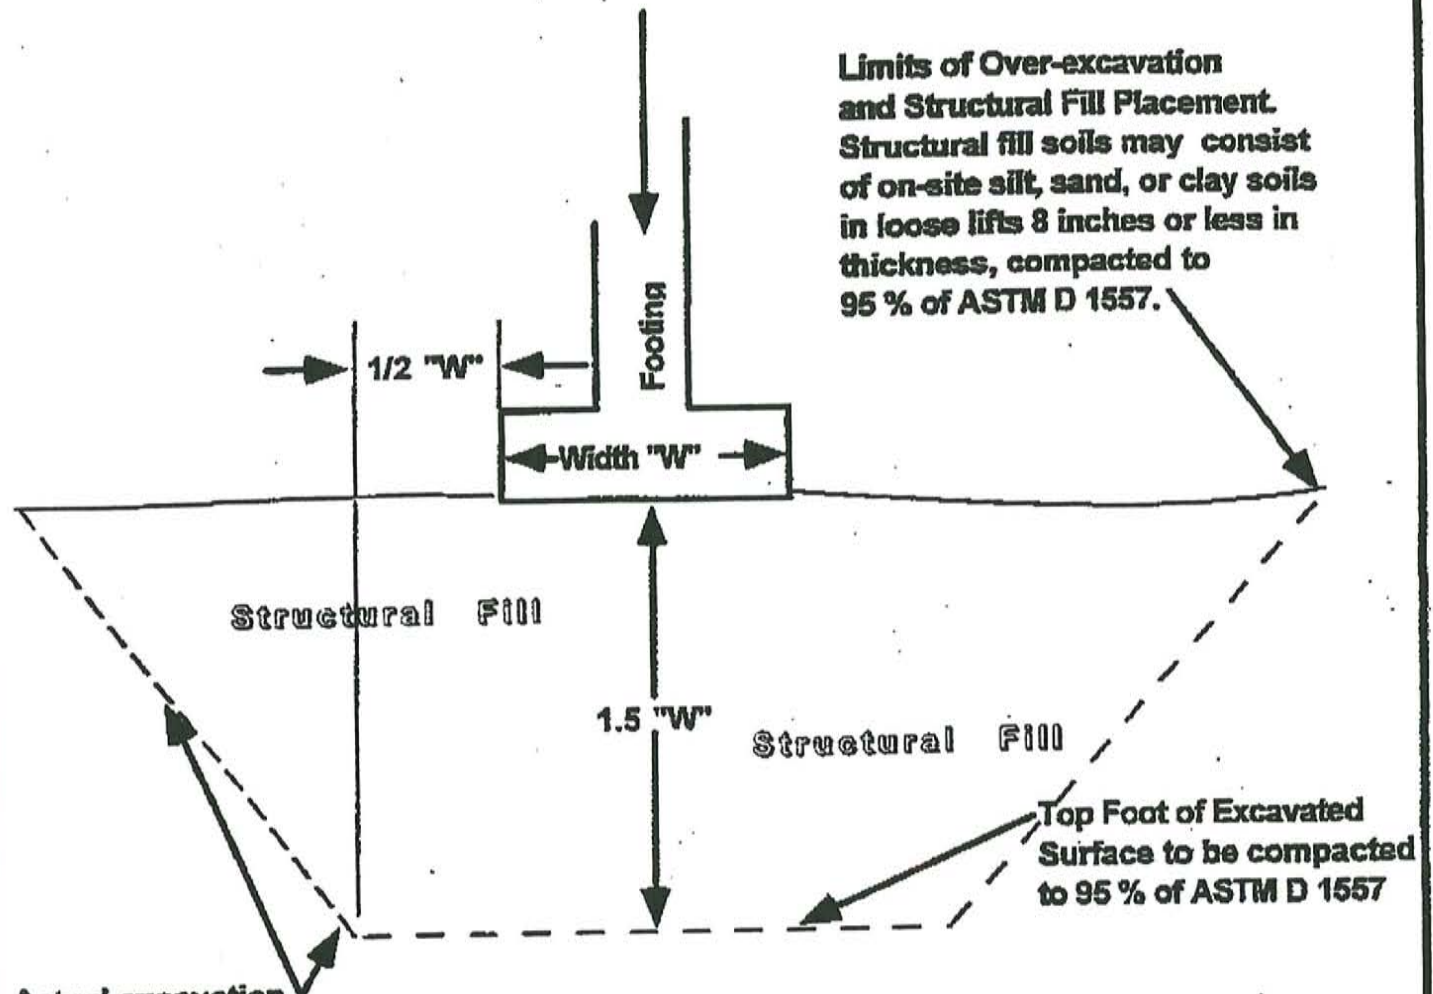 Limits of Over-excavation
and Structural Fill Placement.
Structural fill soils may consist
of on-site silt, sand, or clay soils
in loose lifts 8 inches or less in
thickness, compacted to
95 % of ASTM D 1557.
Footing
1/2 "W"
Width "W"
Structural Fill
1.5 "W"
Structural Fill
Top Foot of Excavated
Surface to be compacted
to 95 % of ASTM D 1557